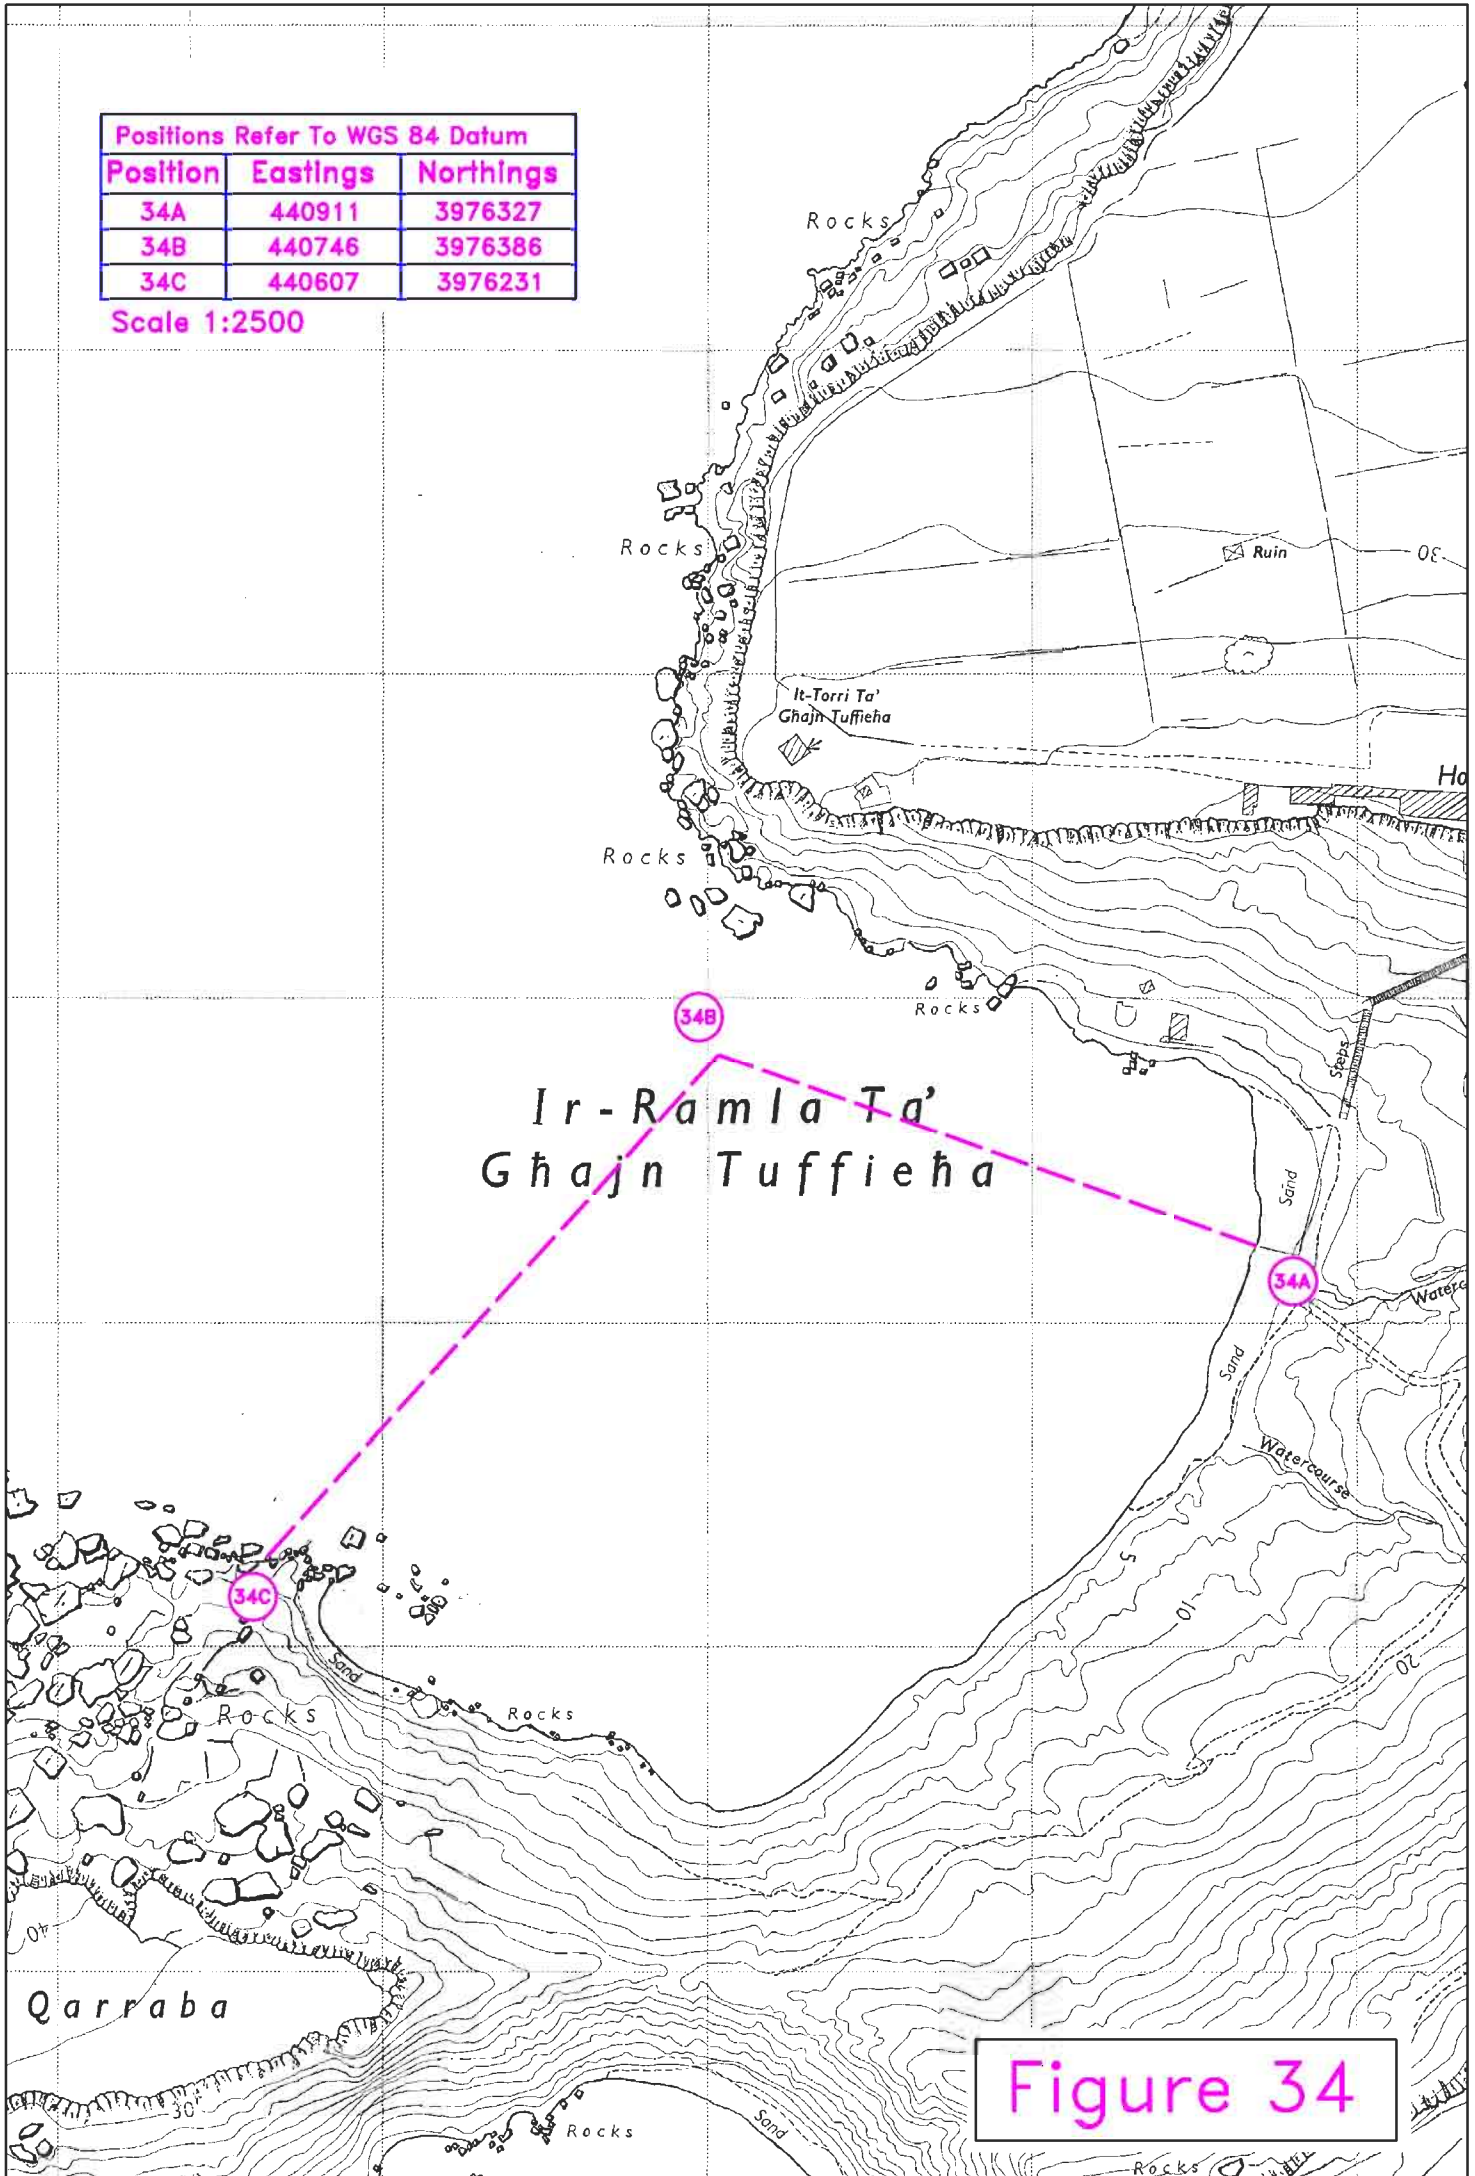 Positions Refer To WGS 84 Datum
Position Eastings Northings
34A 440911 3976327
34B 440746 3976386
34C 440607 3976231
Scale 1:2500
Rocks
Rocks
Ruin
30
It-Torri Ta'
Għajn Tuffieħa
Rocks
34B
Rocks
Steps
Ir-Ramla Ta'
Għajn Tuffieħa
Sand
34A
Sand
Watercourse
5
10
34C
Sand
20
Rocks
Rocks
40
Qarraba
30
Rocks
Sand
Figure 34
Rocks